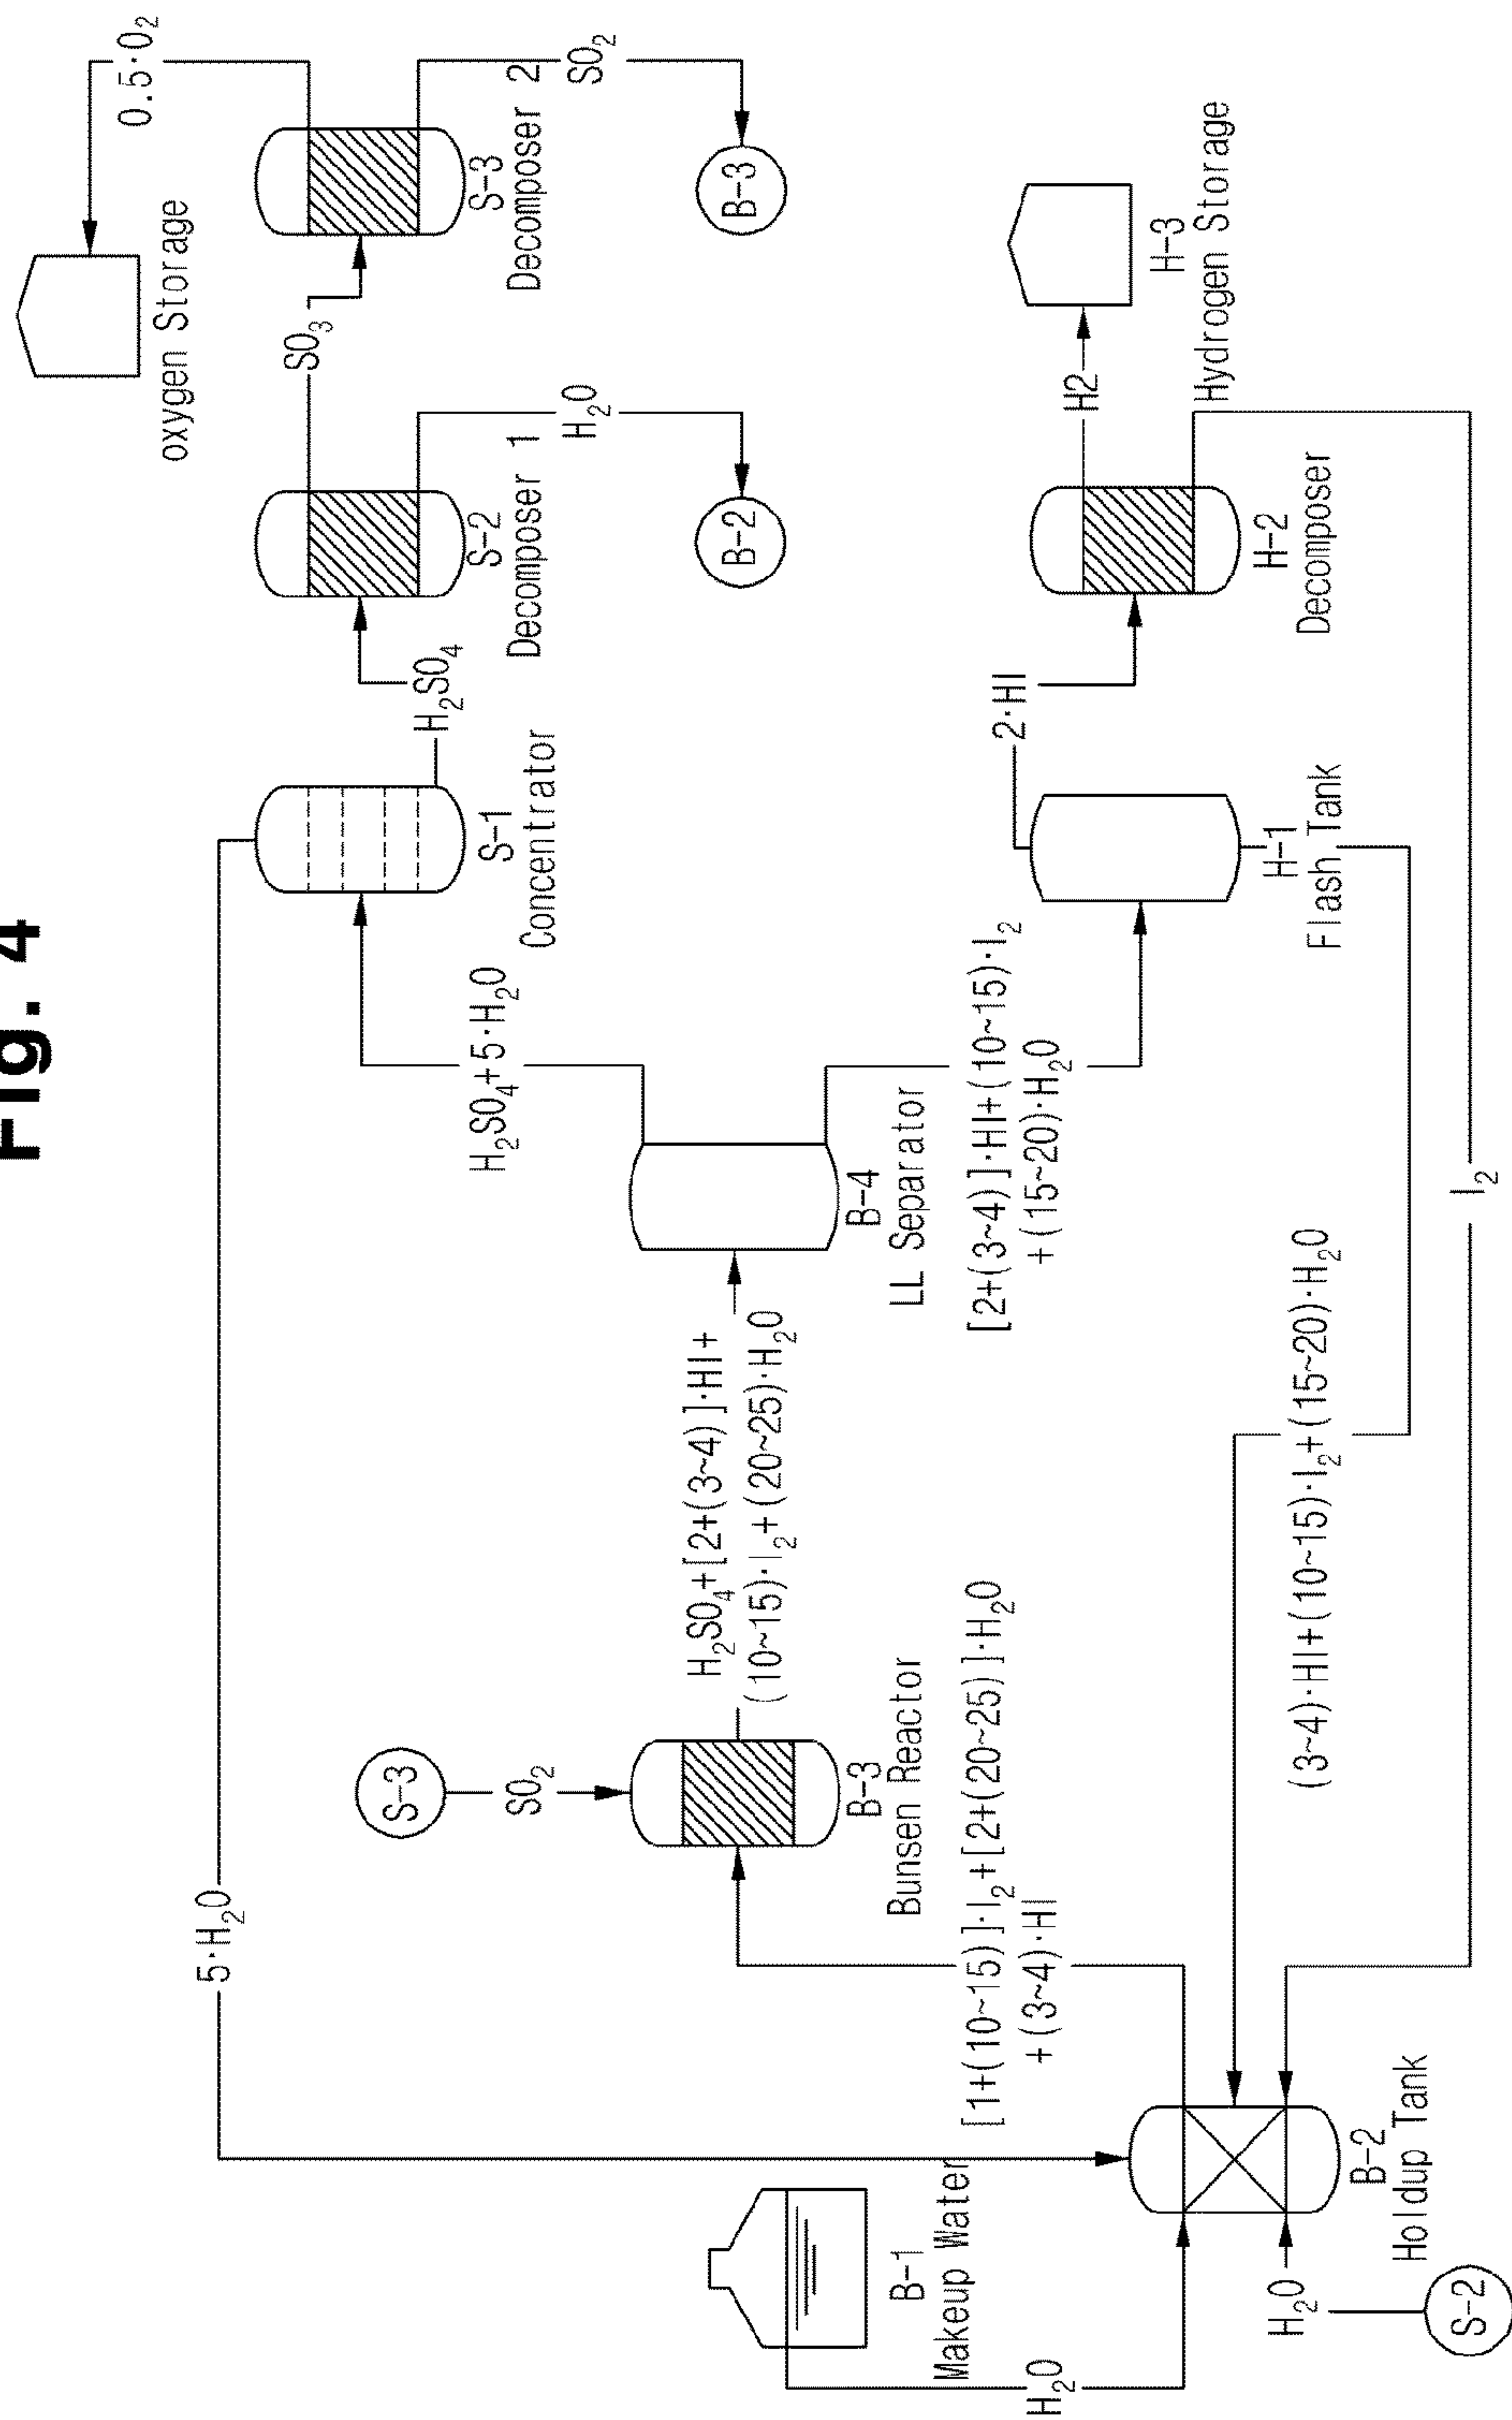 Fig. 4
oxygen Storage
0.5·O₂
5·H₂O
S-1
Concentrator
H₂SO₄
S-2
Decomposer 1
SO₃
S-3
Decomposer 2
H₂O
SO₂
B-2
B-3
S-3
SO₂
B-3
Bunsen Reactor
H₂SO₄+[2+(3~4)]·HI+
(10~15)·I₂+(20~25)·H₂O
B-4
LL Separator
H₂SO₄+5·H₂O
[2+(3~4)]·HI+(10~15)·I₂
+(15~20)·H₂O
B-1
Makeup Water
H₂O
[1+(10~15)]·I₂+[2+(20~25)]·H₂O
+(3~4)·HI
2·HI
H2
H-3
Hydrogen Storage
H-1
Flash Tank
H-2
Decomposer
H₂O
S-2
B-2
Holdup Tank
(3~4)·HI+(10~15)·I₂+(15~20)·H₂O
I₂